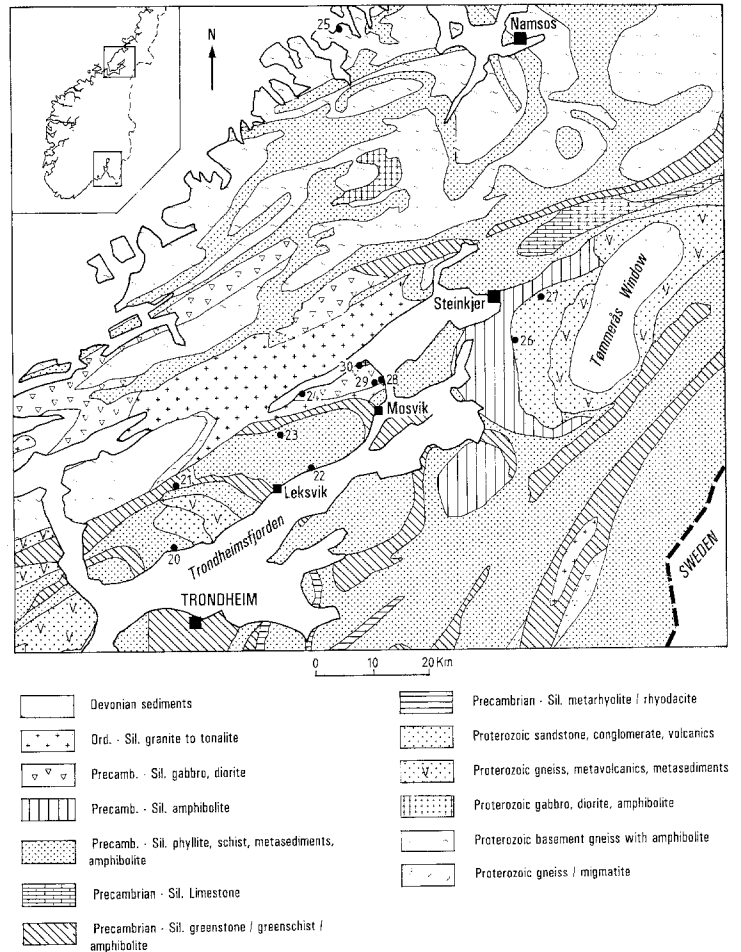 25
Namsos
N
Steinkjer
27
Tømmerås Window
26
30
29
28
24
Mosvik
23
22
21
Leksvik
20
Trondheimsfjorden
TRONDHEIM
SWEDEN
0 10 20 Km
Devonian sediments
Ord. - Sil. granite to tonalite
Precamb. - Sil. gabbro, diorite
Precamb. - Sil. amphibolite
Precamb. - Sil. phyllite, schist, metasediments,
amphibolite
Precambrian - Sil. Limestone
Precambrian - Sil. greenstone / greenschist /
amphibolite
Precambrian - Sil. metarhyolite / rhyodacite
Proterozoic sandstone, conglomerate, volcanics
Proterozoic gneiss, metavolcanics, metasediments
Proterozoic gabbro, diorite, amphibolite
Proterozoic basement gneiss with amphibolite
Proterozoic gneiss / migmatite